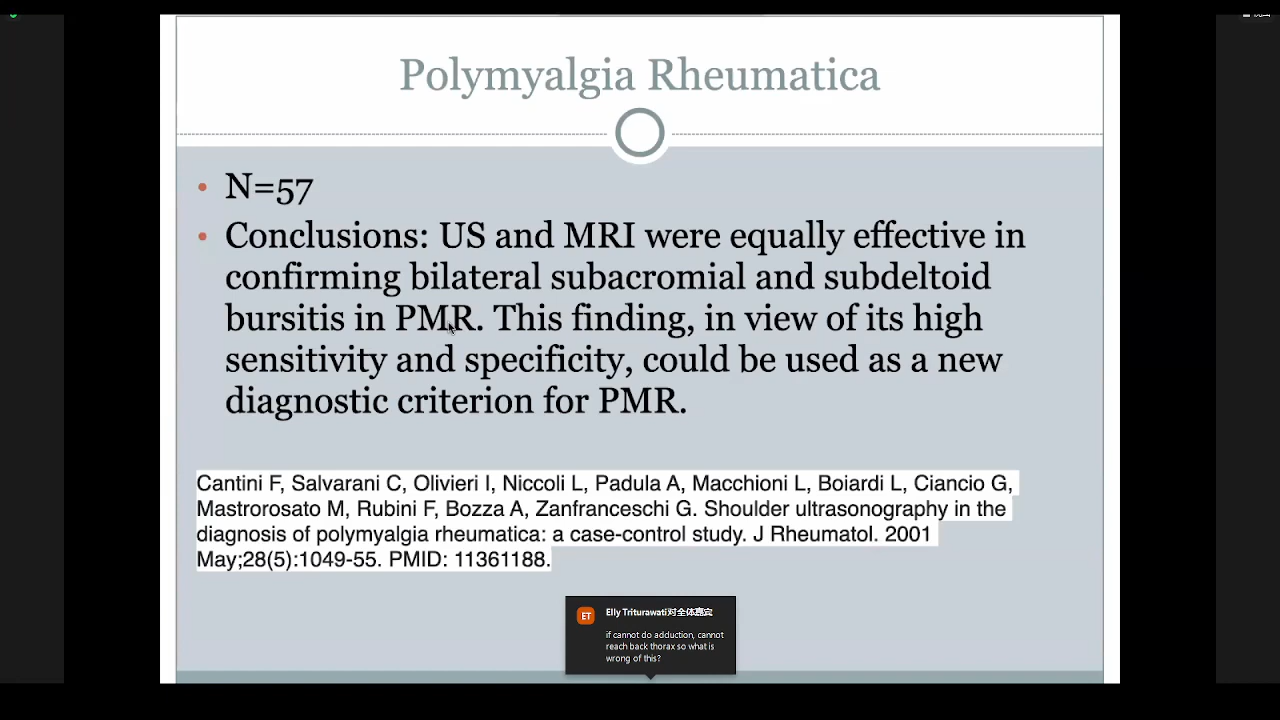 Polymyalgia Rheumatica
• N=57
• Conclusions: US and MRI were equally effective in
confirming bilateral subacromial and subdeltoid
bursitis in PMR. This finding, in view of its high
sensitivity and specificity, could be used as a new
diagnostic criterion for PMR.
Cantini F, Salvarani C, Olivieri I, Niccoli L, Padula A, Macchioni L, Boiardi L, Ciancio G,
Mastrorosato M, Rubini F, Bozza A, Zanfranceschi G. Shoulder ultrasonography in the
diagnosis of polymyalgia rheumatica: a case-control study. J Rheumatol. 2001
May;28(5):1049-55. PMID: 11361188.
ET
Elly Triturawati对全体嘉宾
if cannot do adduction, cannot
reach back thorax so what is
wrong of this?